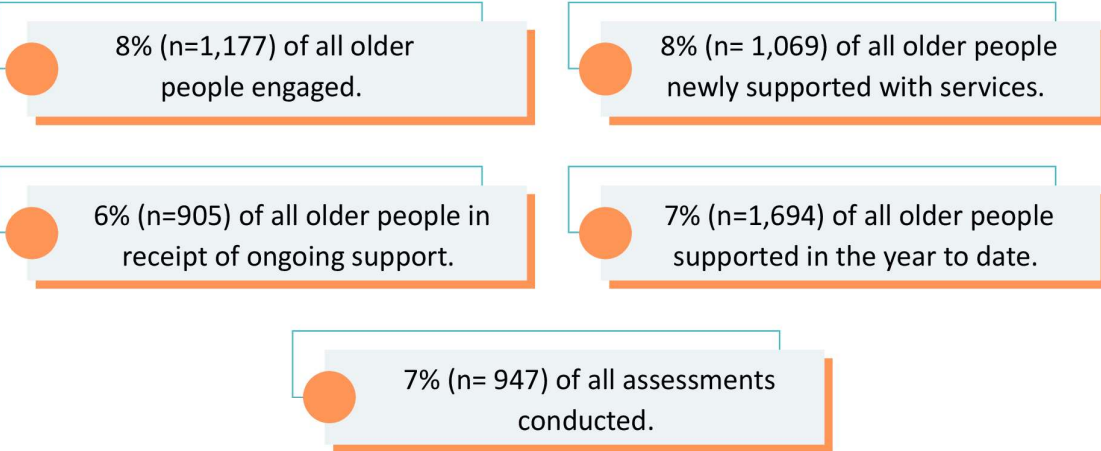 8% (n=1,177) of all older
people engaged.
8% (n= 1,069) of all older people
newly supported with services.
6% (n=905) of all older people in
receipt of ongoing support.
7% (n=1,694) of all older people
supported in the year to date.
7% (n= 947) of all assessments
conducted.